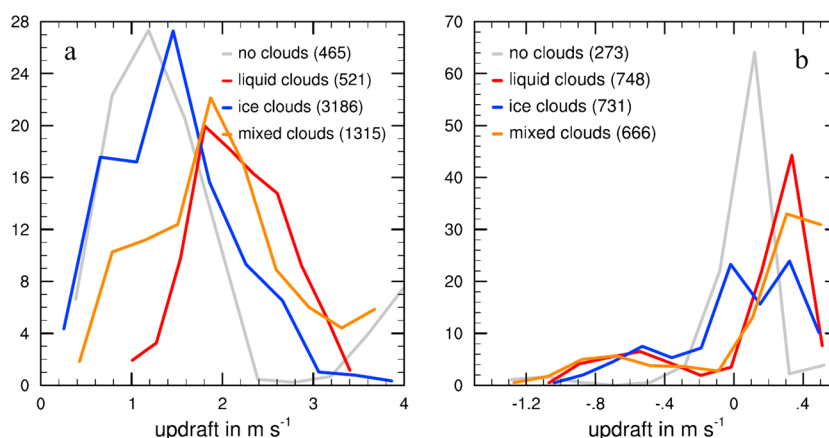 a
no clouds (465)
liquid clouds (521)
ice clouds (3186)
mixed clouds (1315)
28
24
20
16
12
8
4
0
0 1 2 3 4
updraft in m s⁻¹
b
no clouds (273)
liquid clouds (748)
ice clouds (731)
mixed clouds (666)
70
60
50
40
30
20
10
0
-1.2 -.8 -.4 0 .4
updraft in m s⁻¹